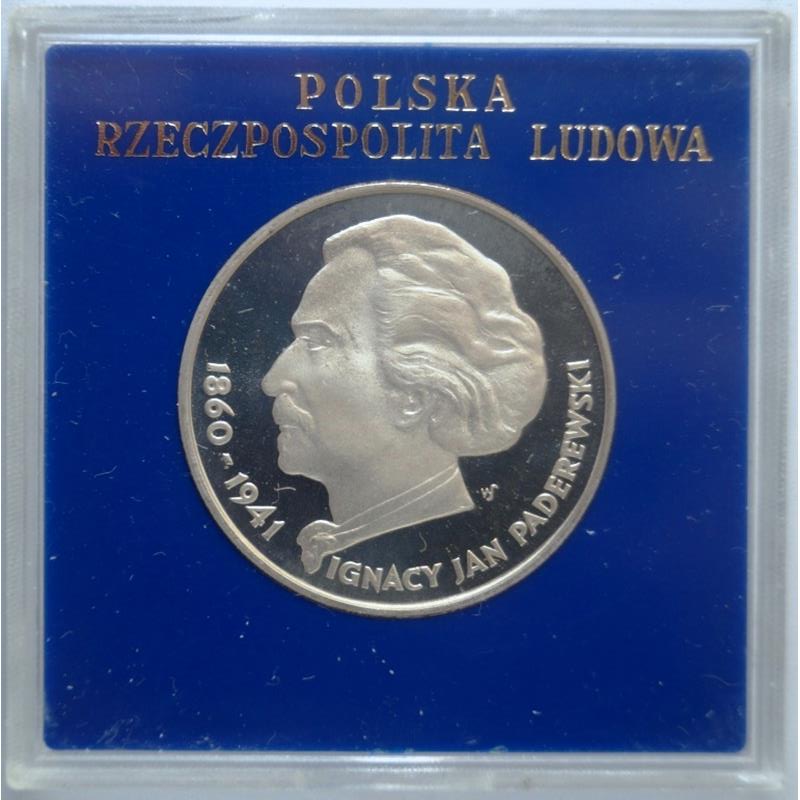 POLSKA
RZECZPOSPOLITA LUDOWA
1860-1941
IGNACY JAN PADEREWSKI